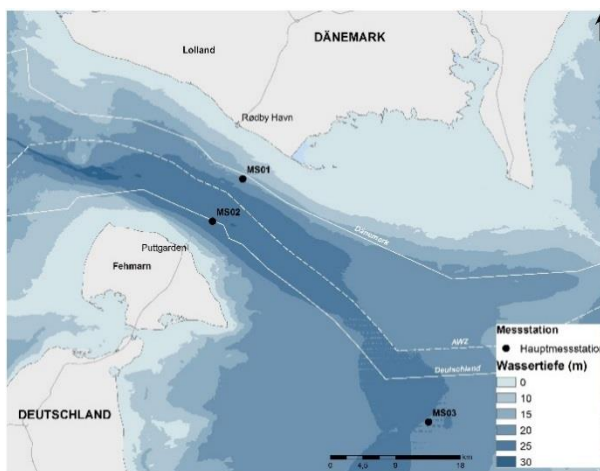 DÄNEMARK
Lolland
Rødby Havn
MS01
MS02
Dänemark
Puttgarden
Fehmarn
AWZ
Deutschland
MS03
DEUTSCHLAND
Messstation
Hauptmessstation
Wassertiefe (m)
0
10
15
20
25
30
km
0 4,5 9 18